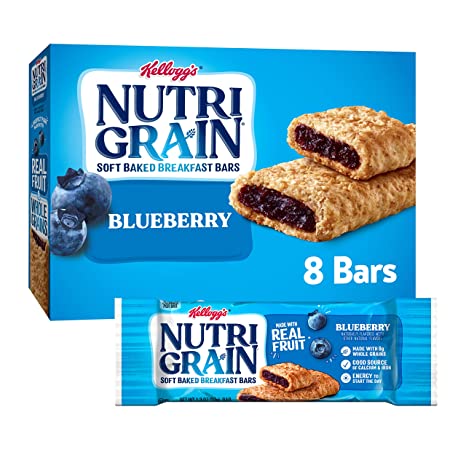 Kellogg's
NUTRI
GRAIN®
SOFT BAKED BREAKFAST BARS
BLUEBERRY
REAL
FRUIT
WHOLE
GRAINS
8 Bars
Kellogg's
NUTRI
GRAIN
SOFT BAKED BREAKFAST BARS
MADE WITH
REAL
FRUIT
BLUEBERRY
MADE WITH 8g
WHOLE GRAINS
GOOD SOURCE
OF CALCIUM & IRON
ENERGY TO
START THE DAY